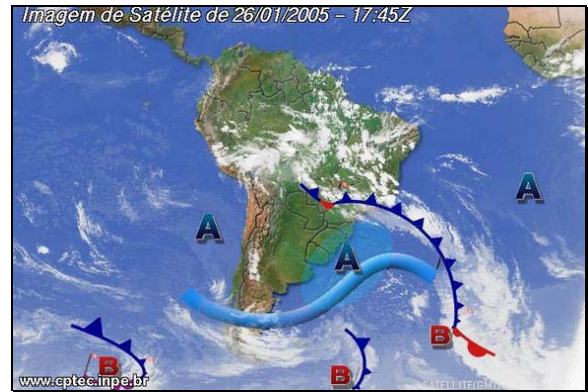 Imagem de Satélite de 26/01/2005 – 17:45Z
A
A
A
B
B
B
www.cptec.inpe.br